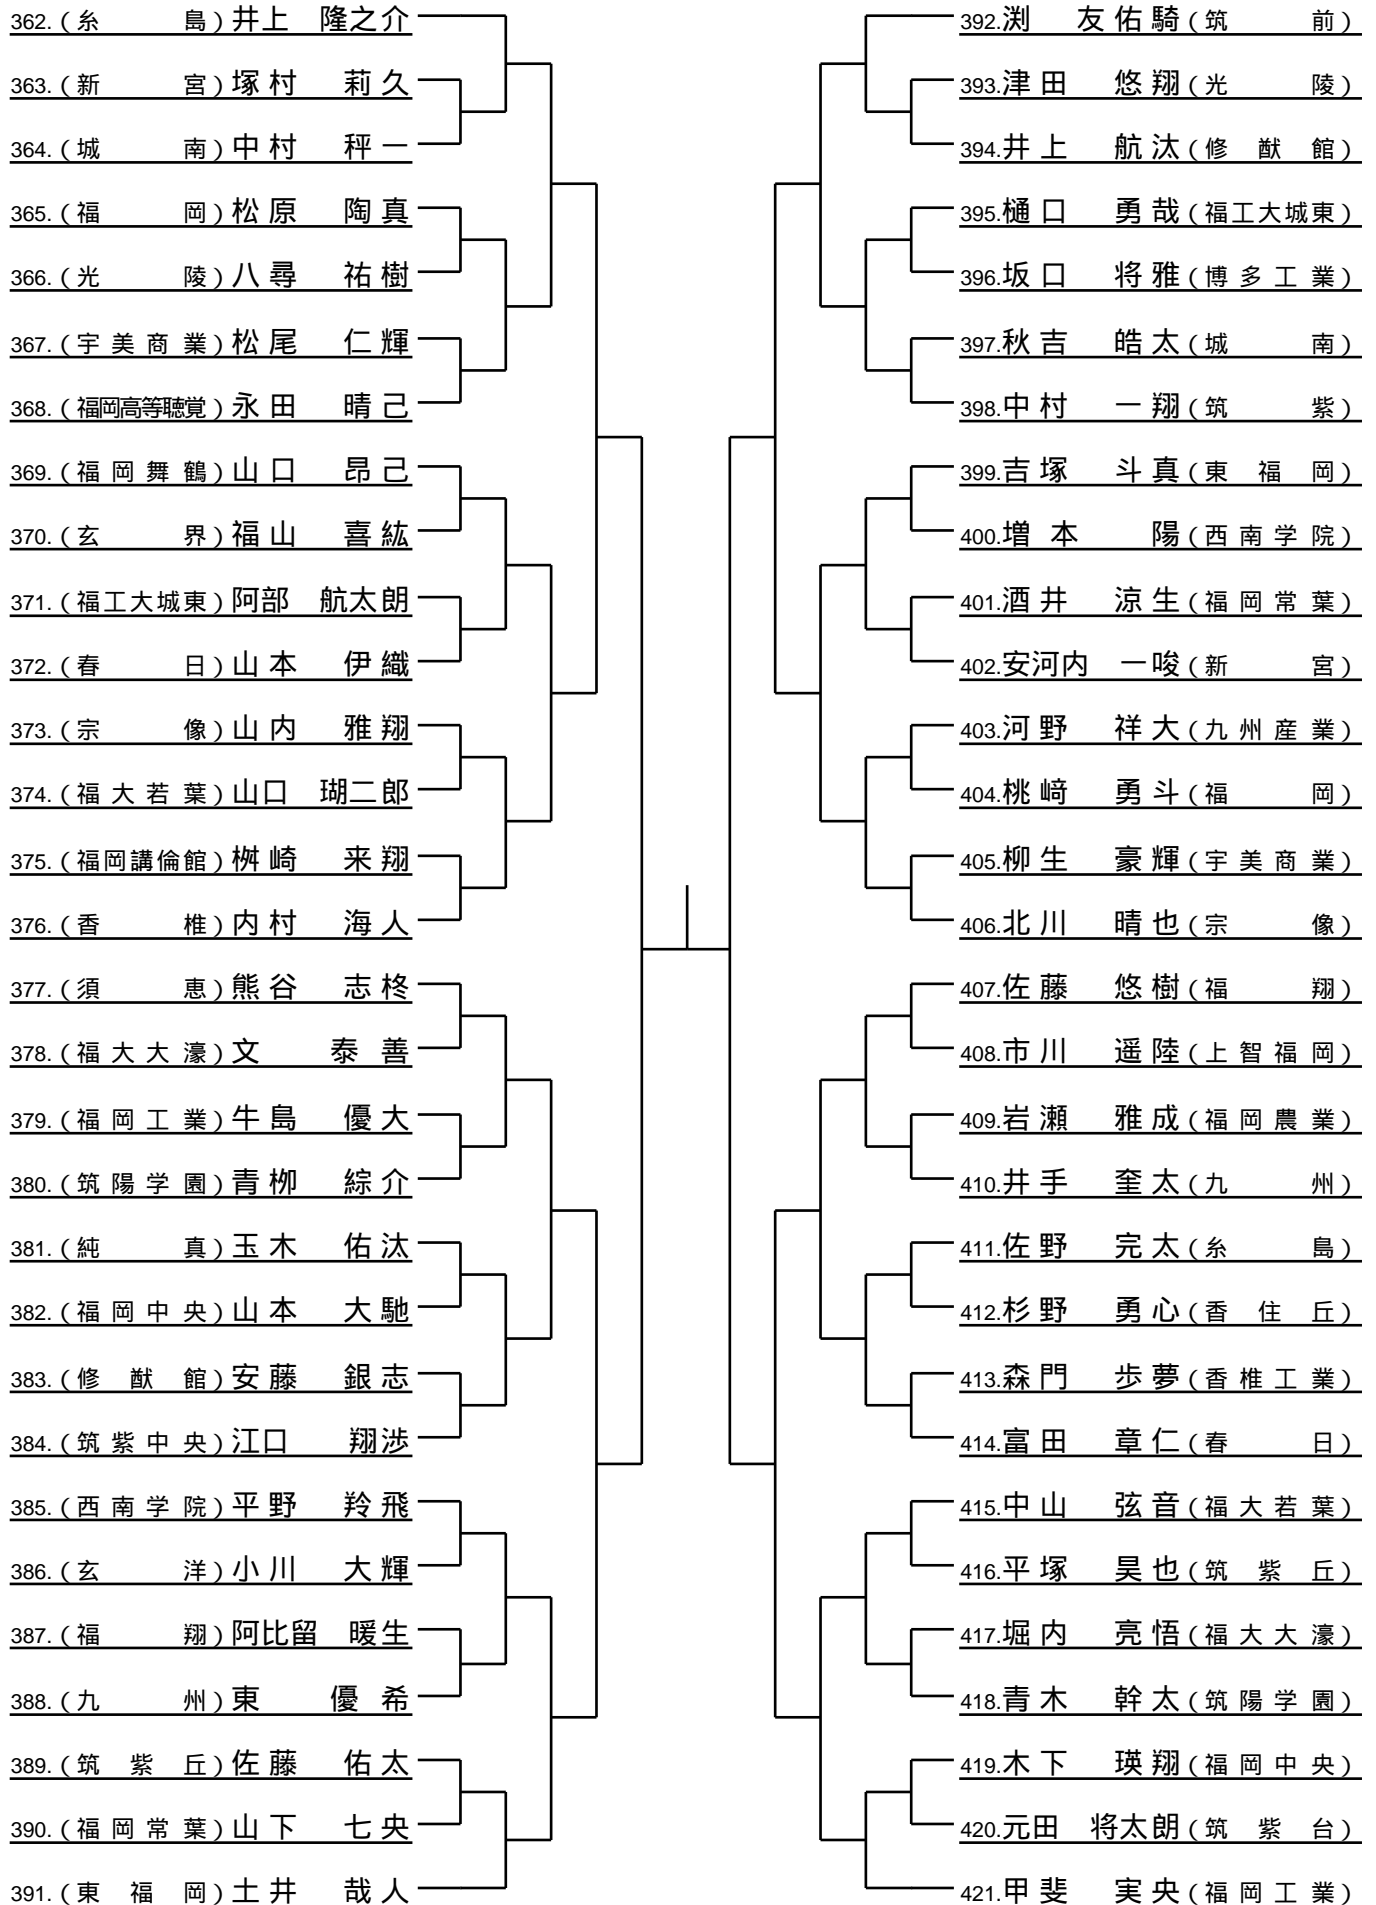 362.(糸島)井上 隆之介
363.(新宮)塚村 莉久
364.(城南)中村 秤一
365.(福岡)松原 陶真
366.(光陵)八尋 祐樹
367.(宇美商業)松尾 仁輝
368.(福岡高等聴覚)永田 晴己
369.(福岡舞鶴)山口 昂己
370.(玄界)福山 喜紘
371.(福工大城東)阿部 航太朗
372.(春日)山本 伊織
373.(宗像)山内 雅翔
374.(福大若葉)山口 瑚二郎
375.(福岡講倫館)桝崎 来翔
376.(香椎)内村 海人
377.(須恵)熊谷 志柊
378.(福大大濠)文 泰善
379.(福岡工業)牛島 優大
380.(筑陽学園)青栁 綜介
381.(純真)玉木 佑汰
382.(福岡中央)山本 大馳
383.(修猷館)安藤 銀志
384.(筑紫中央)江口 翔渉
385.(西南学院)平野 羚飛
386.(玄洋)小川 大輝
387.(福翔)阿比留 暖生
388.(九州)東 優希
389.(筑紫丘)佐藤 佑太
390.(福岡常葉)山下 七央
391.(東福岡)土井 哉人
392.渕 友佑騎(筑前)
393.津田 悠翔(光陵)
394.井上 航汰(修猷館)
395.樋口 勇哉(福工大城東)
396.坂口 将雅(博多工業)
397.秋吉 皓太(城南)
398.中村 一翔(筑紫)
399.吉塚 斗真(東福岡)
400.増本 陽(西南学院)
401.酒井 涼生(福岡常葉)
402.安河内 一唆(新宮)
403.河野 祥大(九州産業)
404.桃﨑 勇斗(福岡)
405.柳生 豪輝(宇美商業)
406.北川 晴也(宗像)
407.佐藤 悠樹(福翔)
408.市川 遥陸(上智福岡)
409.岩瀬 雅成(福岡農業)
410.井手 奎太(九州)
411.佐野 完太(糸島)
412.杉野 勇心(香住丘)
413.森門 歩夢(香椎工業)
414.富田 章仁(春日)
415.中山 弦音(福大若葉)
416.平塚 昊也(筑紫丘)
417.堀内 亮悟(福大大濠)
418.青木 幹太(筑陽学園)
419.木下 瑛翔(福岡中央)
420.元田 将太朗(筑紫台)
421.甲斐 実央(福岡工業)